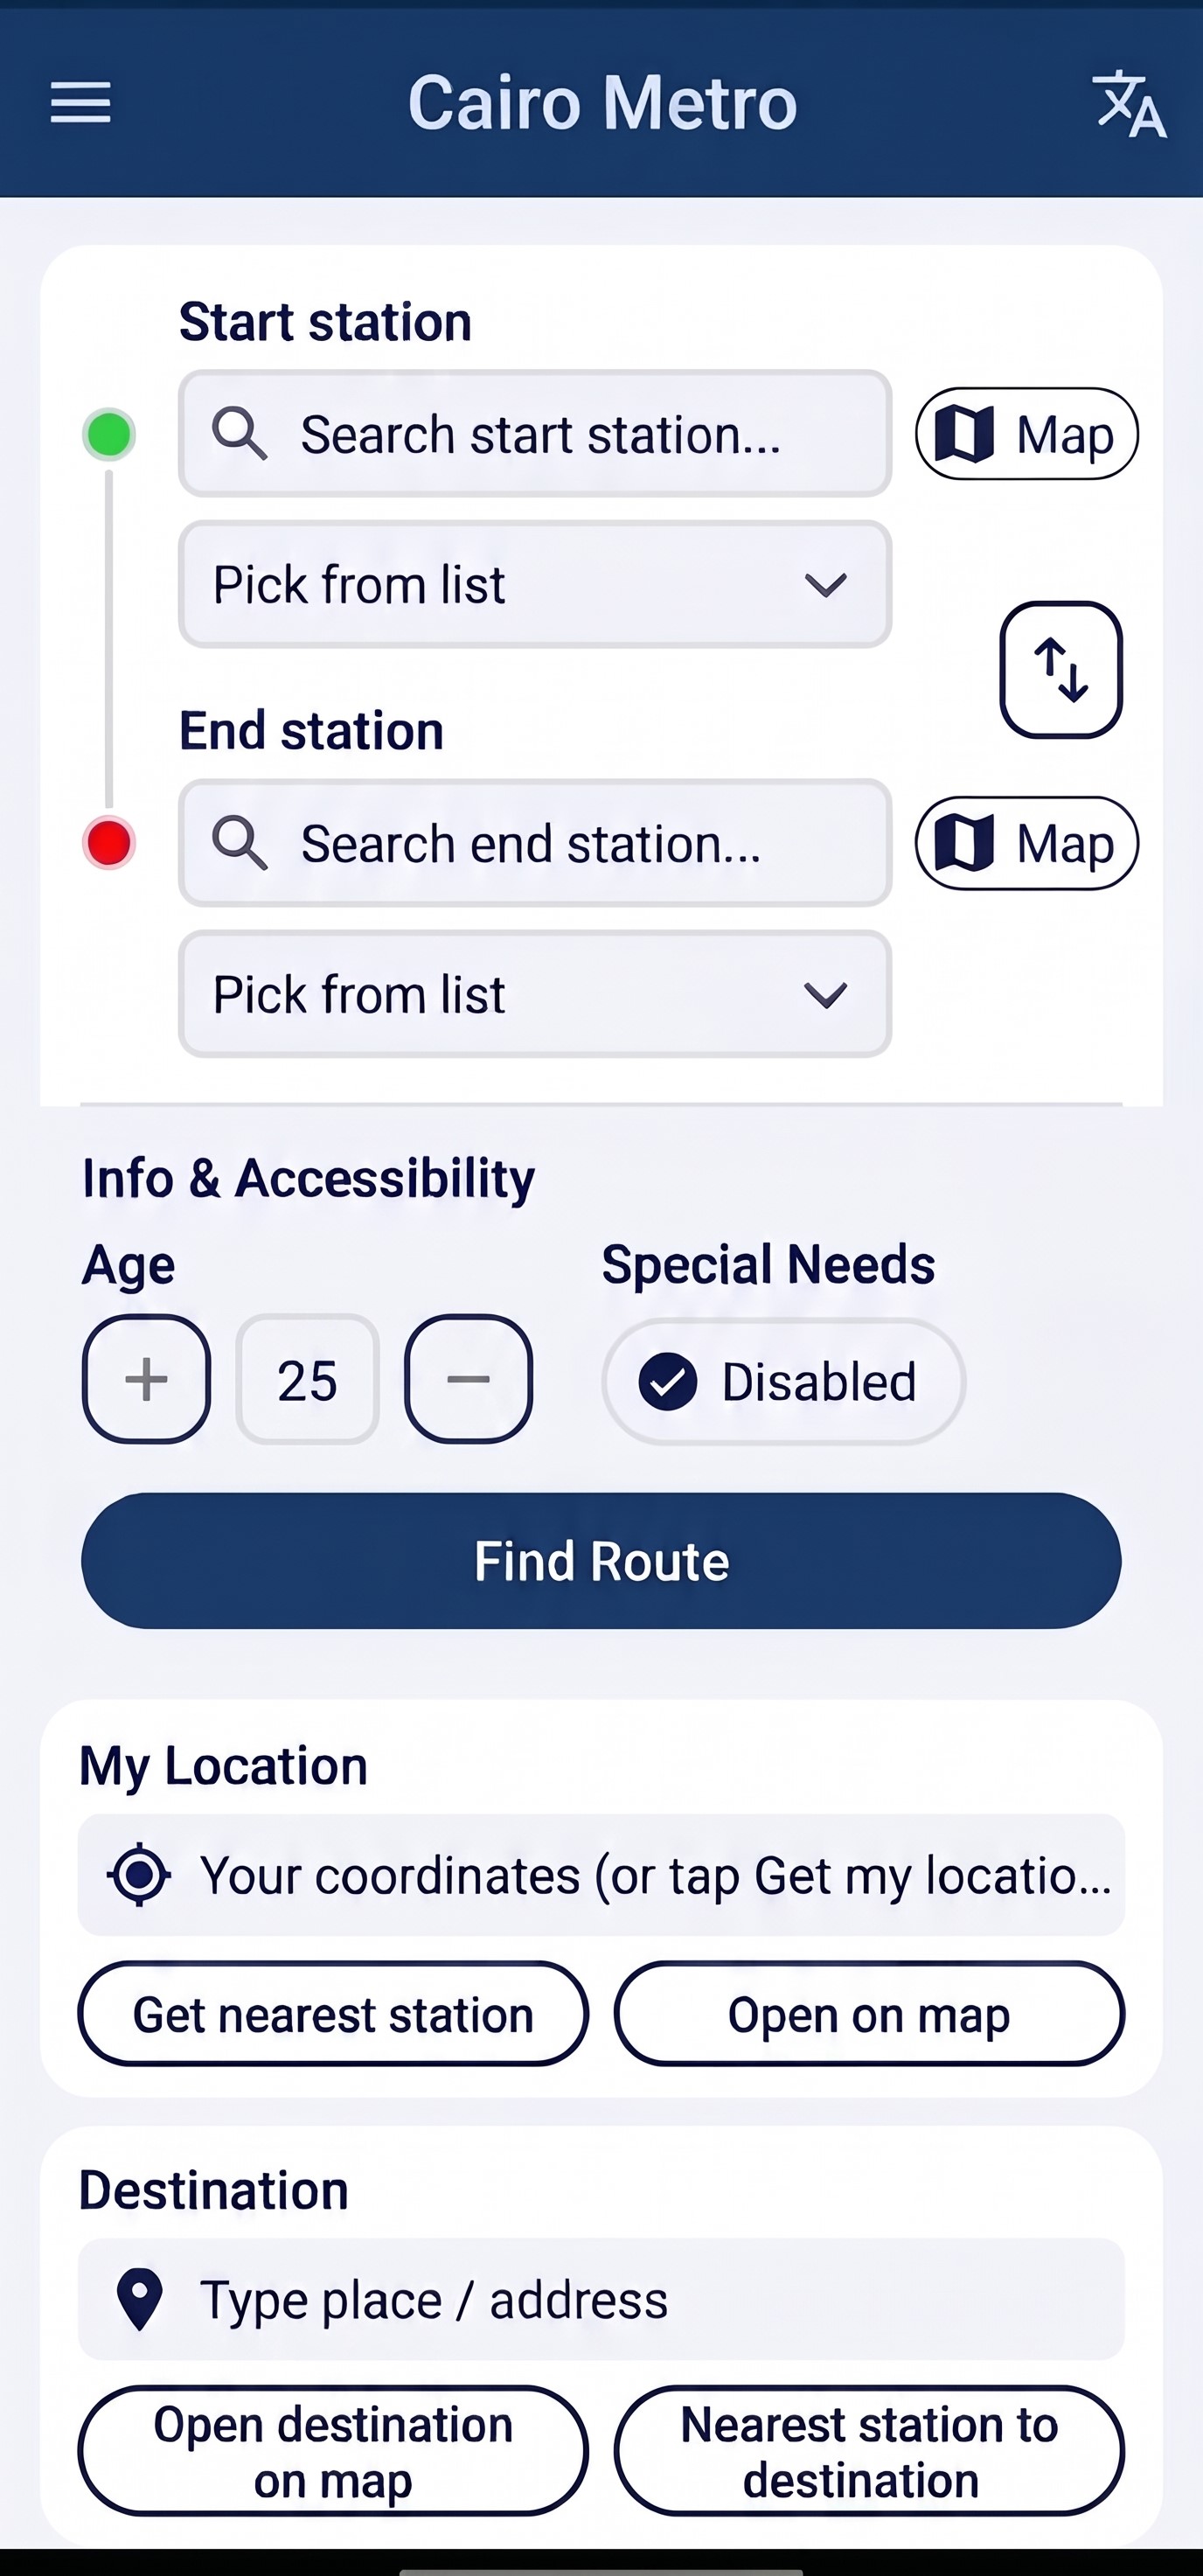 Cairo Metro
Start station
Search start station...
Map
Pick from list
End station
Search end station...
Map
Pick from list
Info & Accessibility
Age
Special Needs
+
25
−
Disabled
Find Route
My Location
Your coordinates (or tap Get my locatio...
Get nearest station
Open on map
Destination
Type place / address
Open destination
on map
Nearest station to
destination